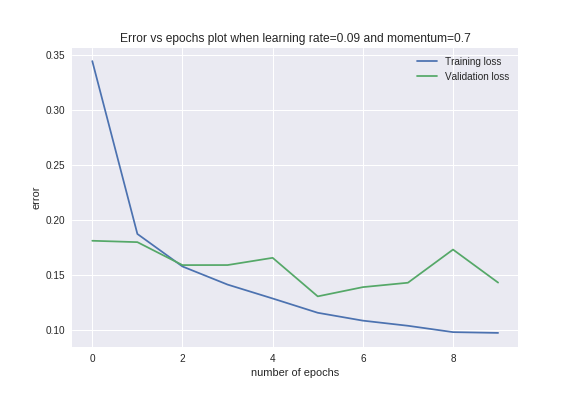 Error vs epochs plot when learning rate=0.09 and momentum=0.7
Training loss
Validation loss
0.35
0.30
0.25
0.20
0.15
0.10
error
0 2 4 6 8
number of epochs